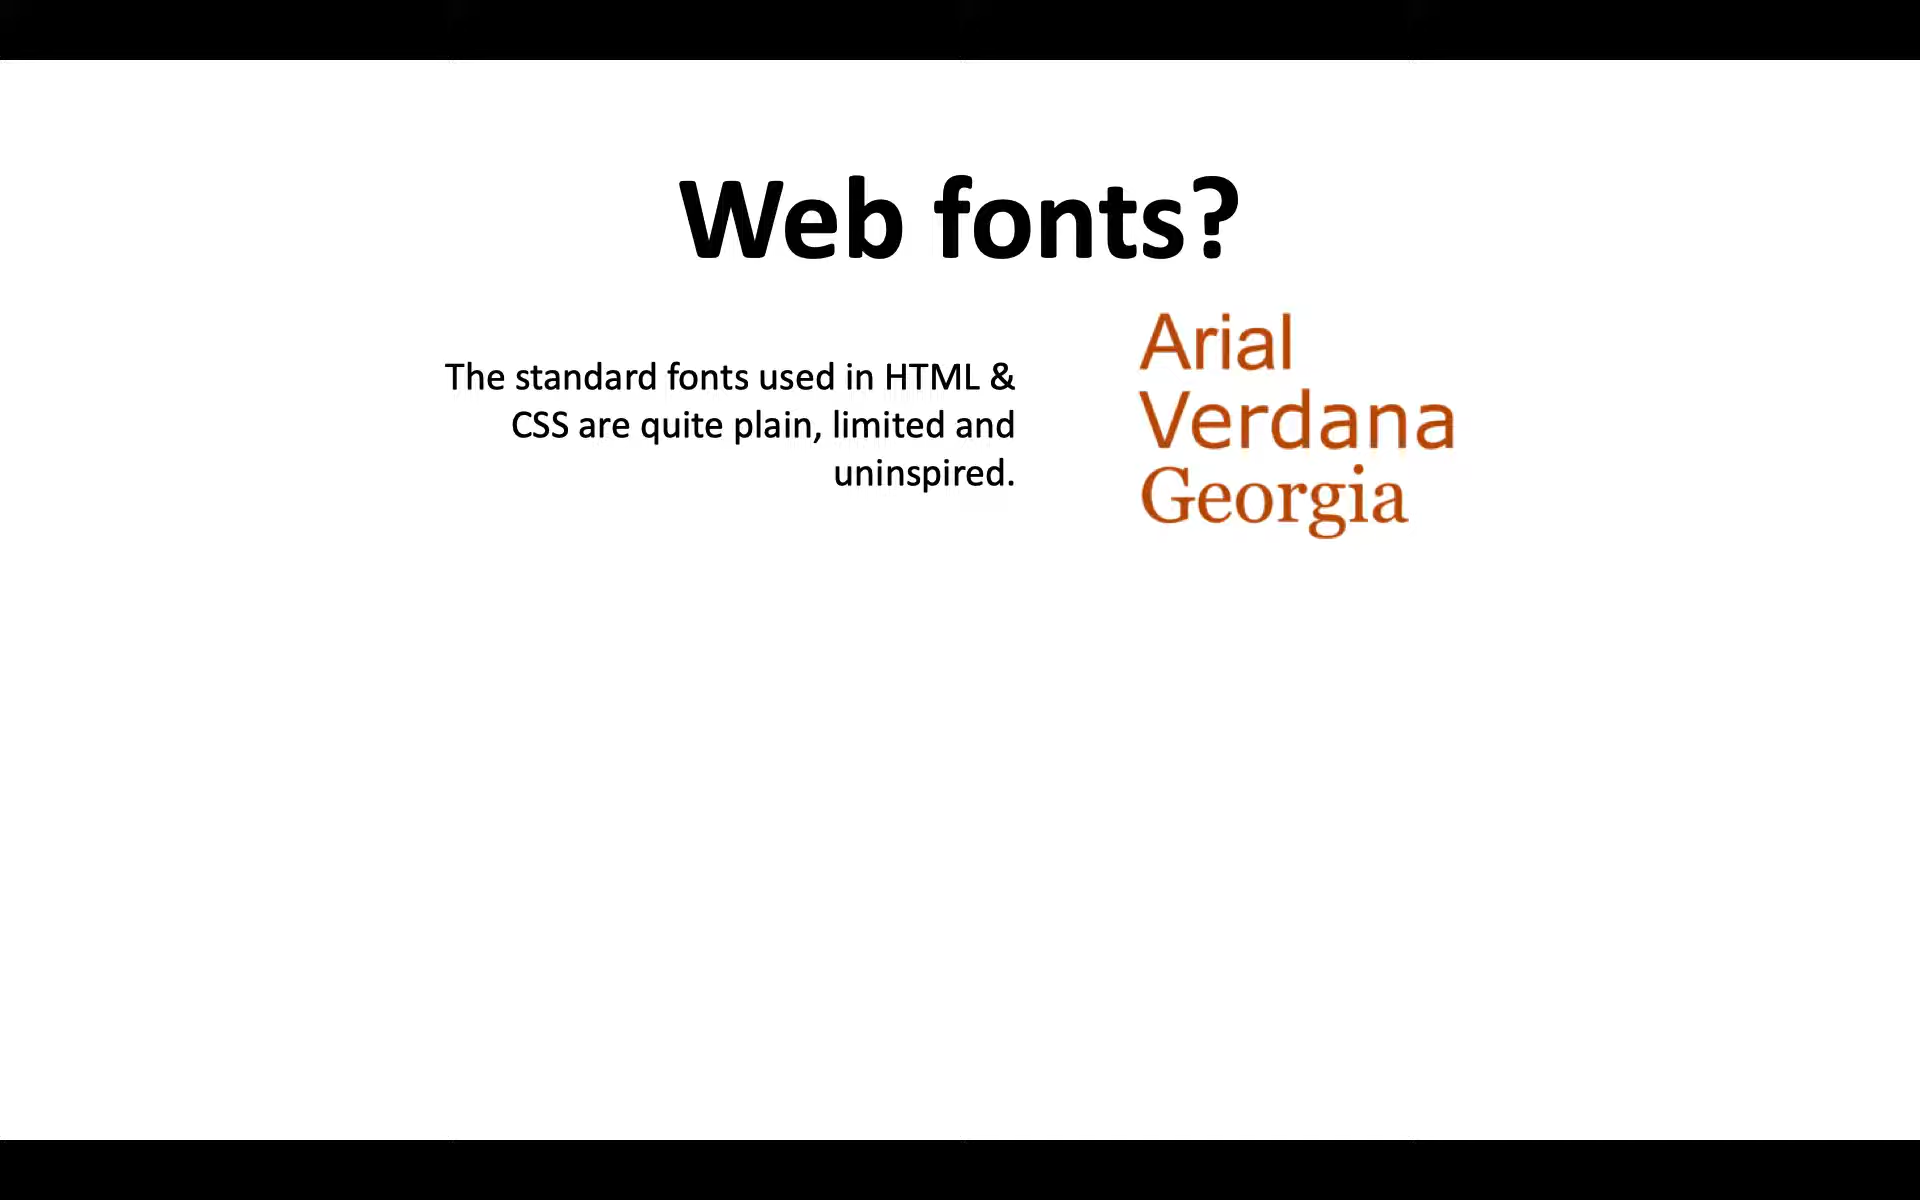 Web fonts?
The standard fonts used in HTML &
CSS are quite plain, limited and
uninspired.
Arial
Verdana
Georgia